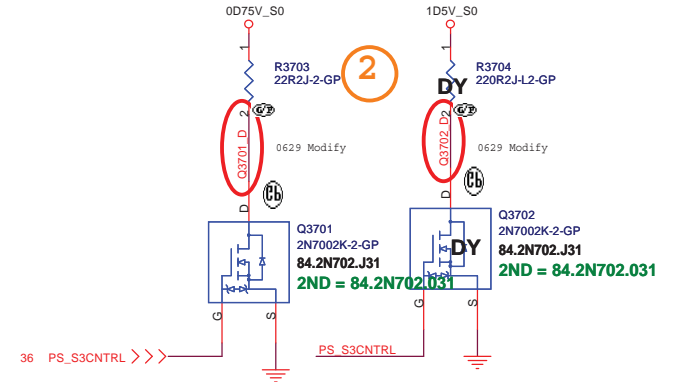 0D75V_S0
1D5V_S0
1
1
R3703
22R2J-2-GP
2
R3704
220R2J-L2-GP
DY
2
G/P
2
G/P
Q3701_D
0629 Modify
Q3702_D
0629 Modify
D
D
Q3701
2N7002K-2-GP
84.2N702.J31
2ND = 84.2N702.031
Q3702
2N7002K-2-GP
84.2N702.J31
2ND = 84.2N702.031
DY
G
S
G
S
36 PS_S3CNTRL
PS_S3CNTRL